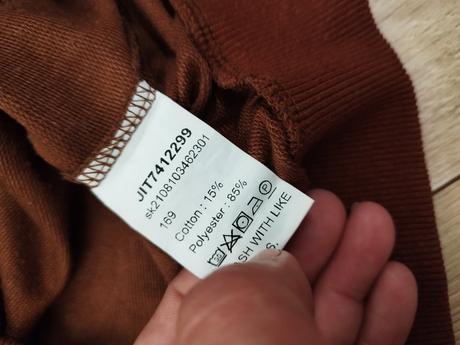 JIT7412299
sk2108103462301
169
Cotton : 15%
Polyester : 85%
SH WITH LIKE
S.